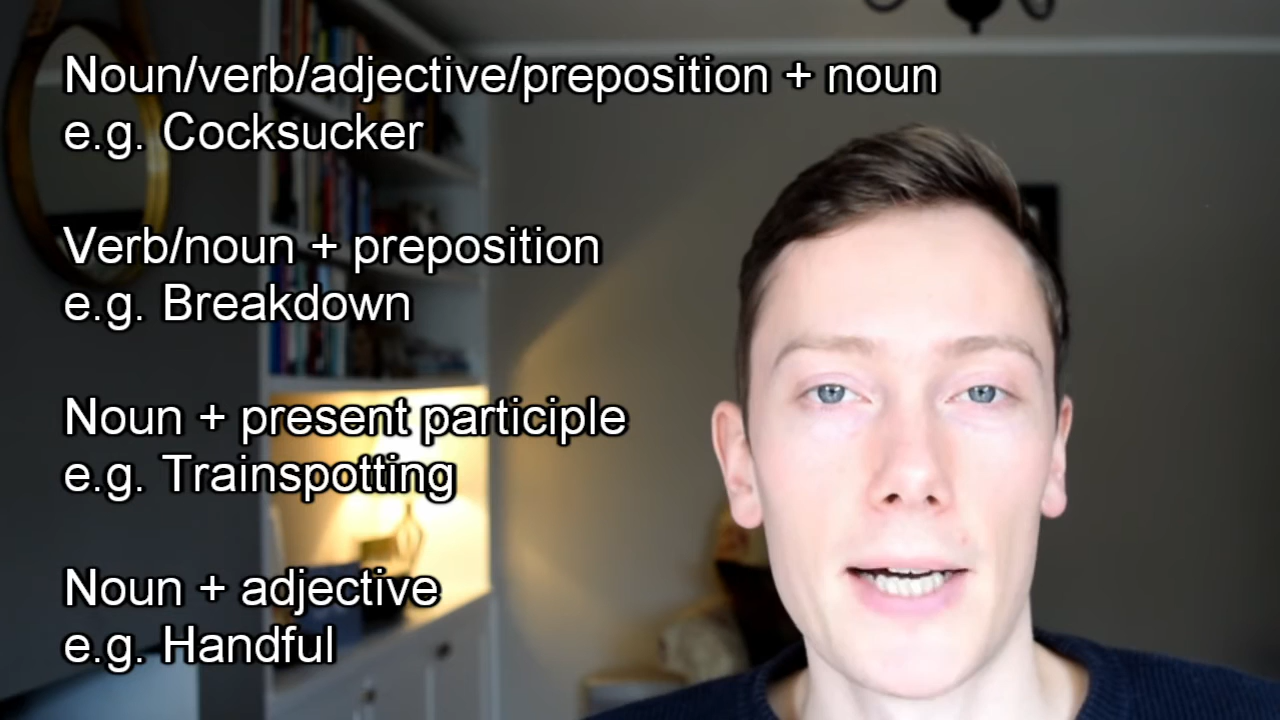 Noun/verb/adjective/preposition + noun
e.g. Cocksucker
Verb/noun + preposition
e.g. Breakdown
Noun + present participle
e.g. Trainspotting
Noun + adjective
e.g. Handful